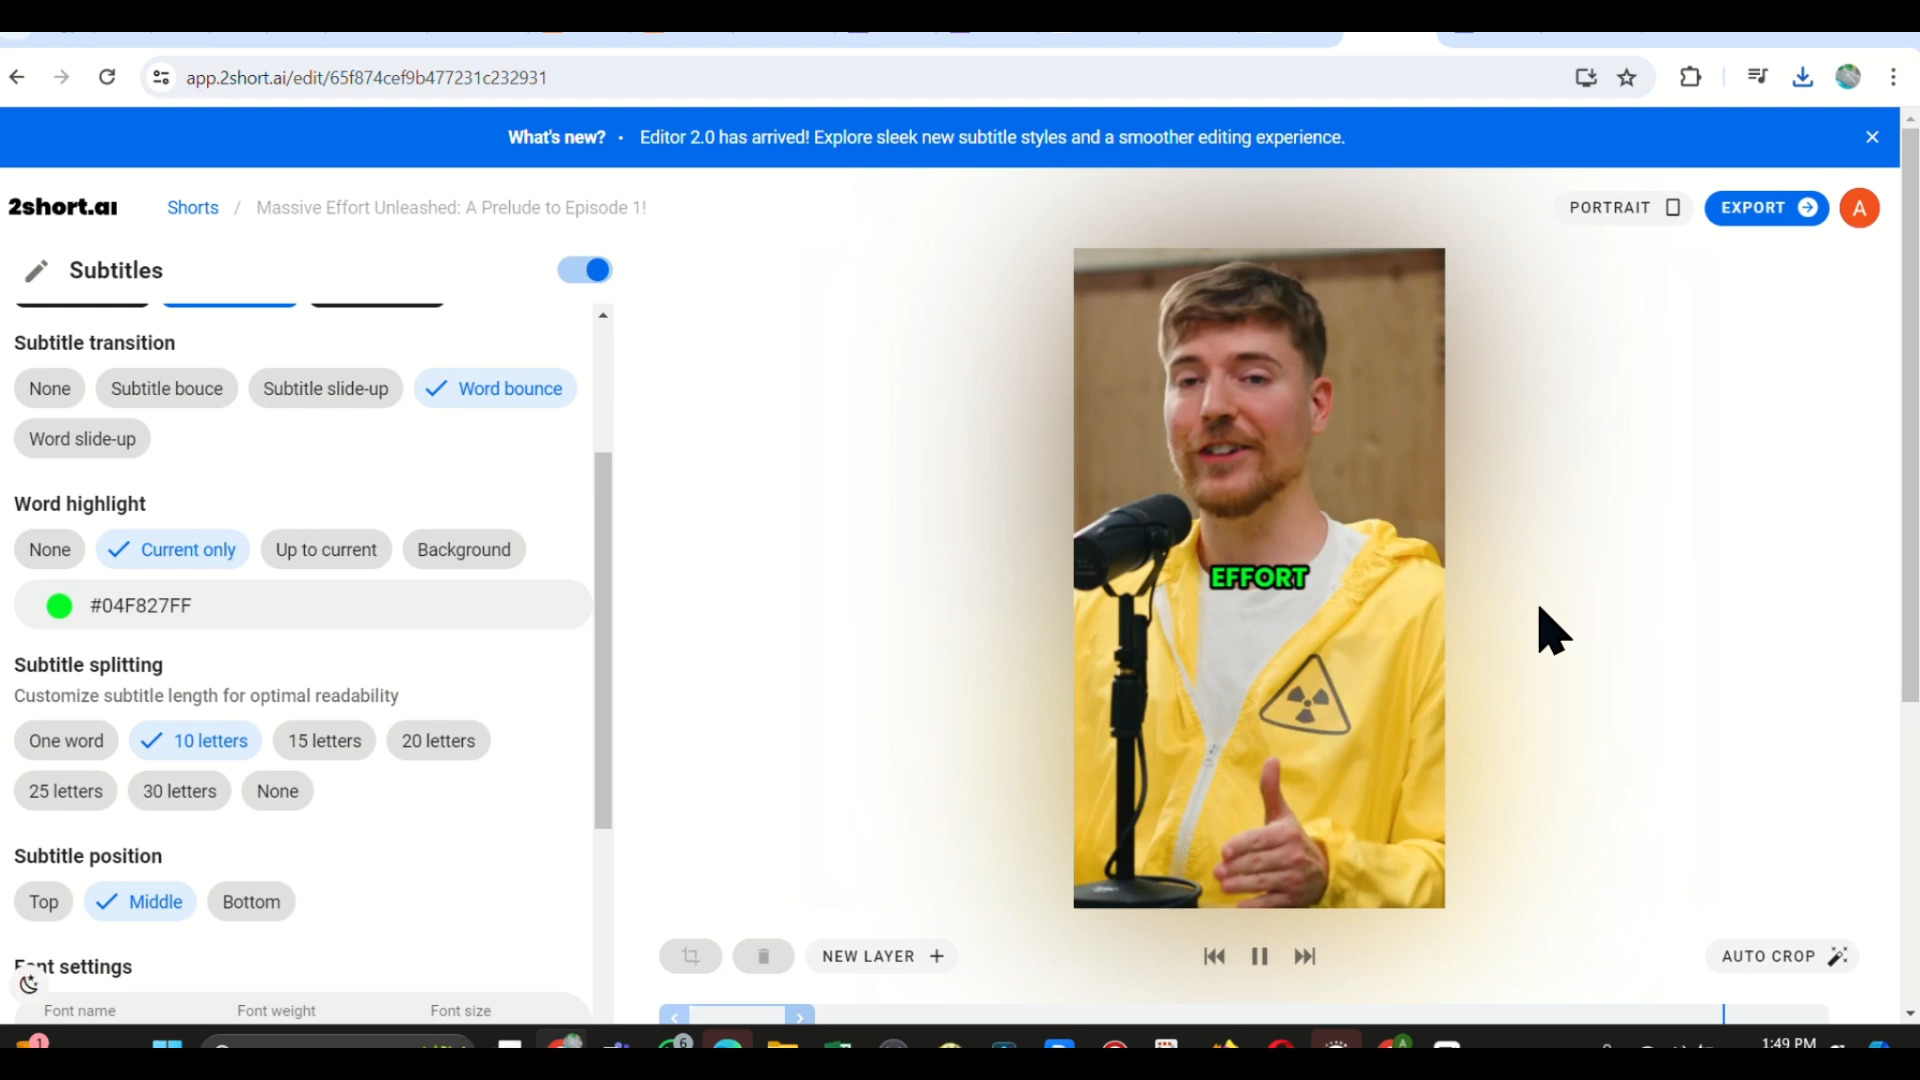 app.2short.ai/edit/65f874cef9b477231c232931
What's new? • Editor 2.0 has arrived! Explore sleek new subtitle styles and a smoother editing experience.
2short.ai
Shorts / Massive Effort Unleashed: A Prelude to Episode 1!
PORTRAIT
EXPORT
A
Subtitles
Subtitle transition
None
Subtitle bouce
Subtitle slide-up
Word bounce
Word slide-up
Word highlight
None
Current only
Up to current
Background
#04F827FF
Subtitle splitting
Customize subtitle length for optimal readability
One word
10 letters
15 letters
20 letters
25 letters
30 letters
None
Subtitle position
Top
Middle
Bottom
Font settings
Font name
Font weight
Font size
EFFORT
NEW LAYER +
AUTO CROP
1
6
A
1:49 PM